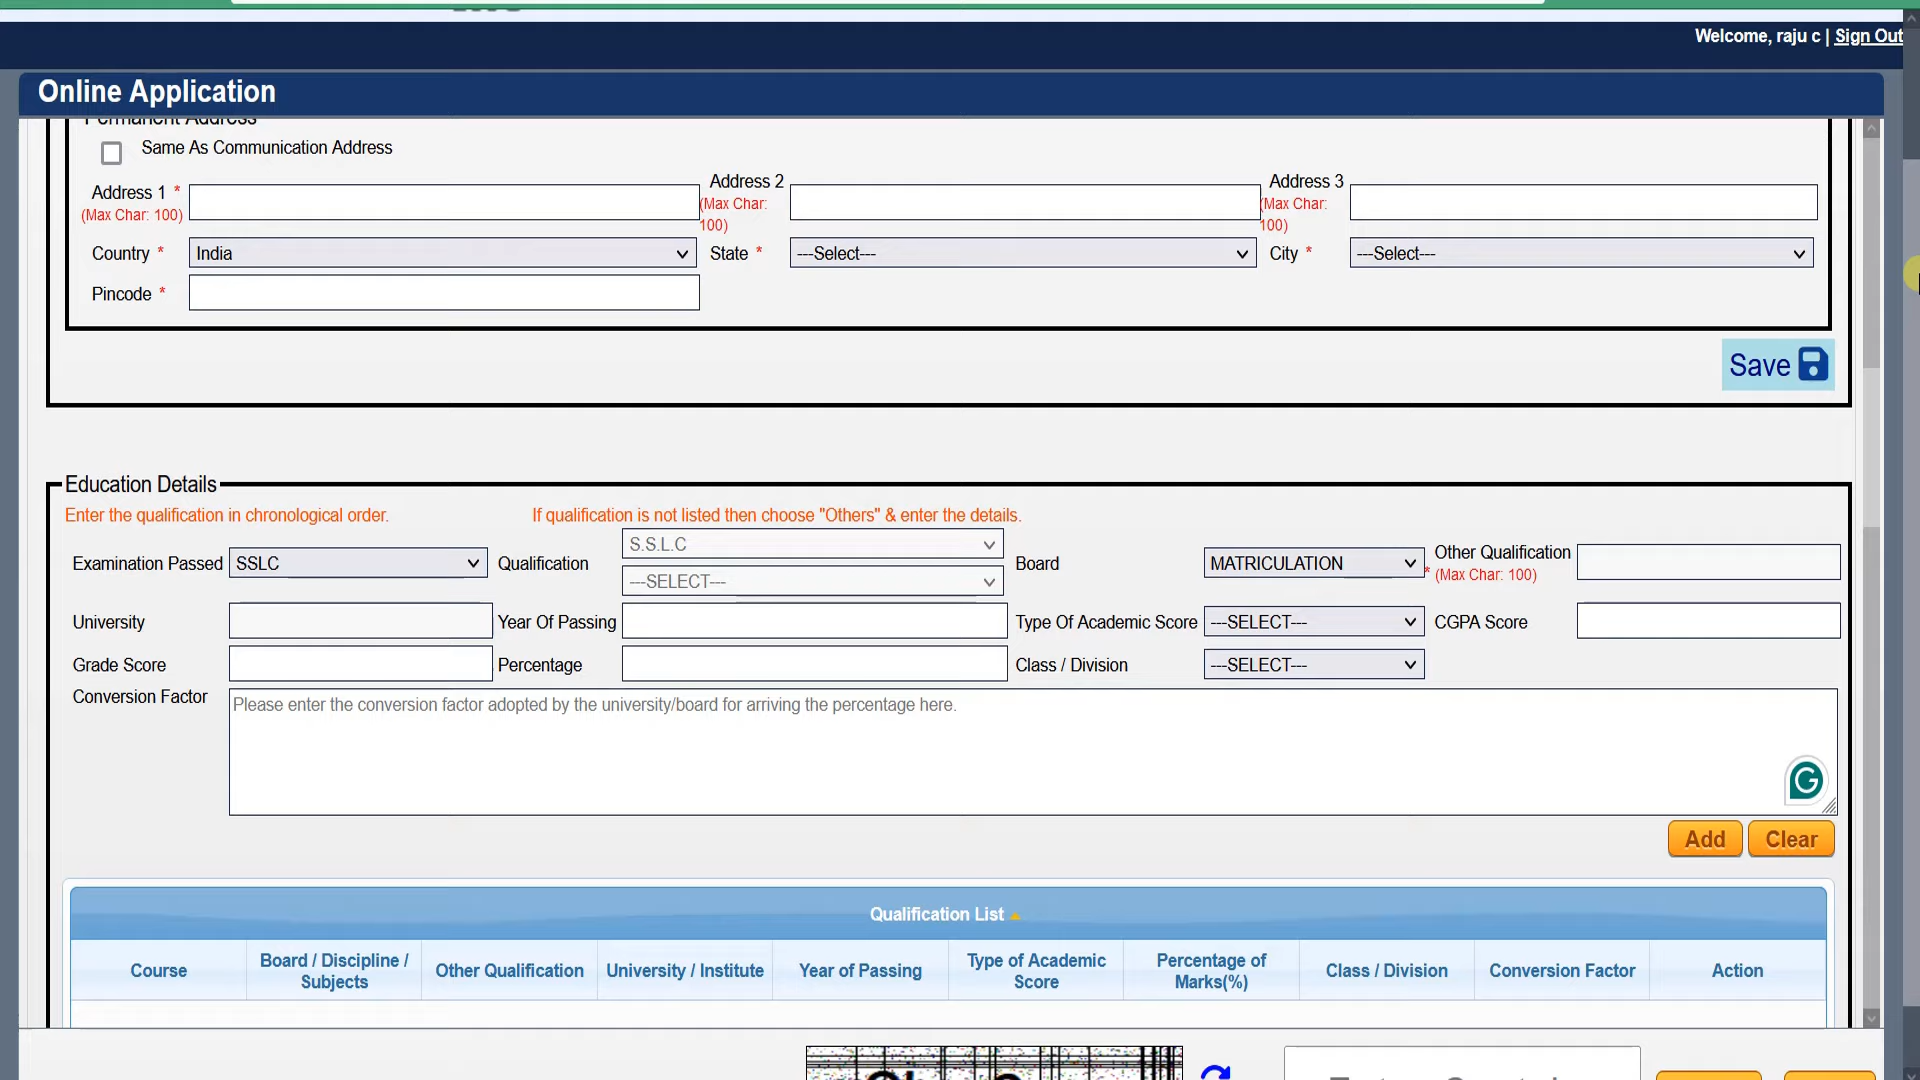 Welcome, raju c | Sign Out
Online Application
Permanent Address
Same As Communication Address
Address 1 * Address 2 Address 3
(Max Char: 100) (Max Char: 100) (Max Char: 100)
Country * India State * ---Select--- City * ---Select---
Pincode *
Save
Education Details
Enter the qualification in chronological order. If qualification is not listed then choose "Others" & enter the details.
Examination Passed SSLC Qualification S.S.L.C Board MATRICULATION * Other Qualification
---SELECT--- (Max Char: 100)
University Year Of Passing Type Of Academic Score ---SELECT--- CGPA Score
Grade Score Percentage Class / Division ---SELECT---
Conversion Factor Please enter the conversion factor adopted by the university/board for arriving the percentage here.
G
Add Clear
Qualification List
Course Board / Discipline / Subjects Other Qualification University / Institute Year of Passing Type of Academic Score Percentage of Marks(%) Class / Division Conversion Factor Action